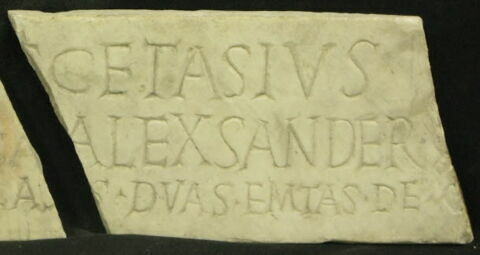 CETASIVS
ALEXSANDER
DVAS · EMTAS · DE